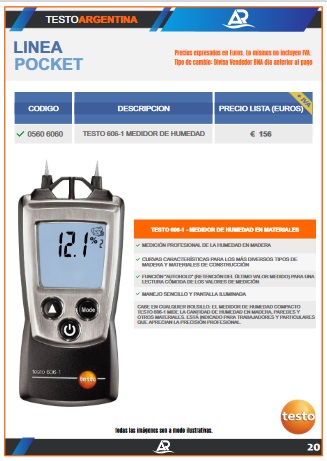 TESTOARGENTINA
AR
LINEA
POCKET
Precios expresados en Euros. Lo mismos no incluyen IVA.
Tipo de cambio: Divisa Vendedor BNA día anterior al pago
CODIGO DESCRIPCION PRECIO LISTA (EUROS)
+ IVA
0560 6060 TESTO 606-1 MEDIDOR DE HUMEDAD € 156
12.1 % 2
Mode
testo 606-1
testo
TESTO 606-1 - MEDIDOR DE HUMEDAD EN MATERIALES
MEDICIÓN PROFESIONAL DE LA HUMEDAD EN MADERA
CURVAS CARACTERÍSTICAS PARA LOS MÁS DIVERSOS TIPOS DE
MADERA Y MATERIALES DE CONSTRUCCIÓN
FUNCIÓN "AUTOHOLD" (RETENCIÓN DEL ÚLTIMO VALOR MEDIDO) PARA UNA
LECTURA CÓMODA DE LOS VALORES DE MEDICIÓN
MANEJO SENCILLO Y PANTALLA ILUMINADA
CABE EN CUALQUIER BOLSILLO: EL MEDIDOR DE HUMEDAD COMPACTO
TESTO 606-1 MIDE LA CANTIDAD DE HUMEDAD EN MADERA, PAREDES Y
OTROS MATERIALES. ESTÁ INDICADO PARA TRABAJADORES Y PARTICULARES
QUE APRECIAN LA PRECISIÓN PROFESIONAL.
testo
Todas las imágenes son a modo ilustrativas.
AR
20